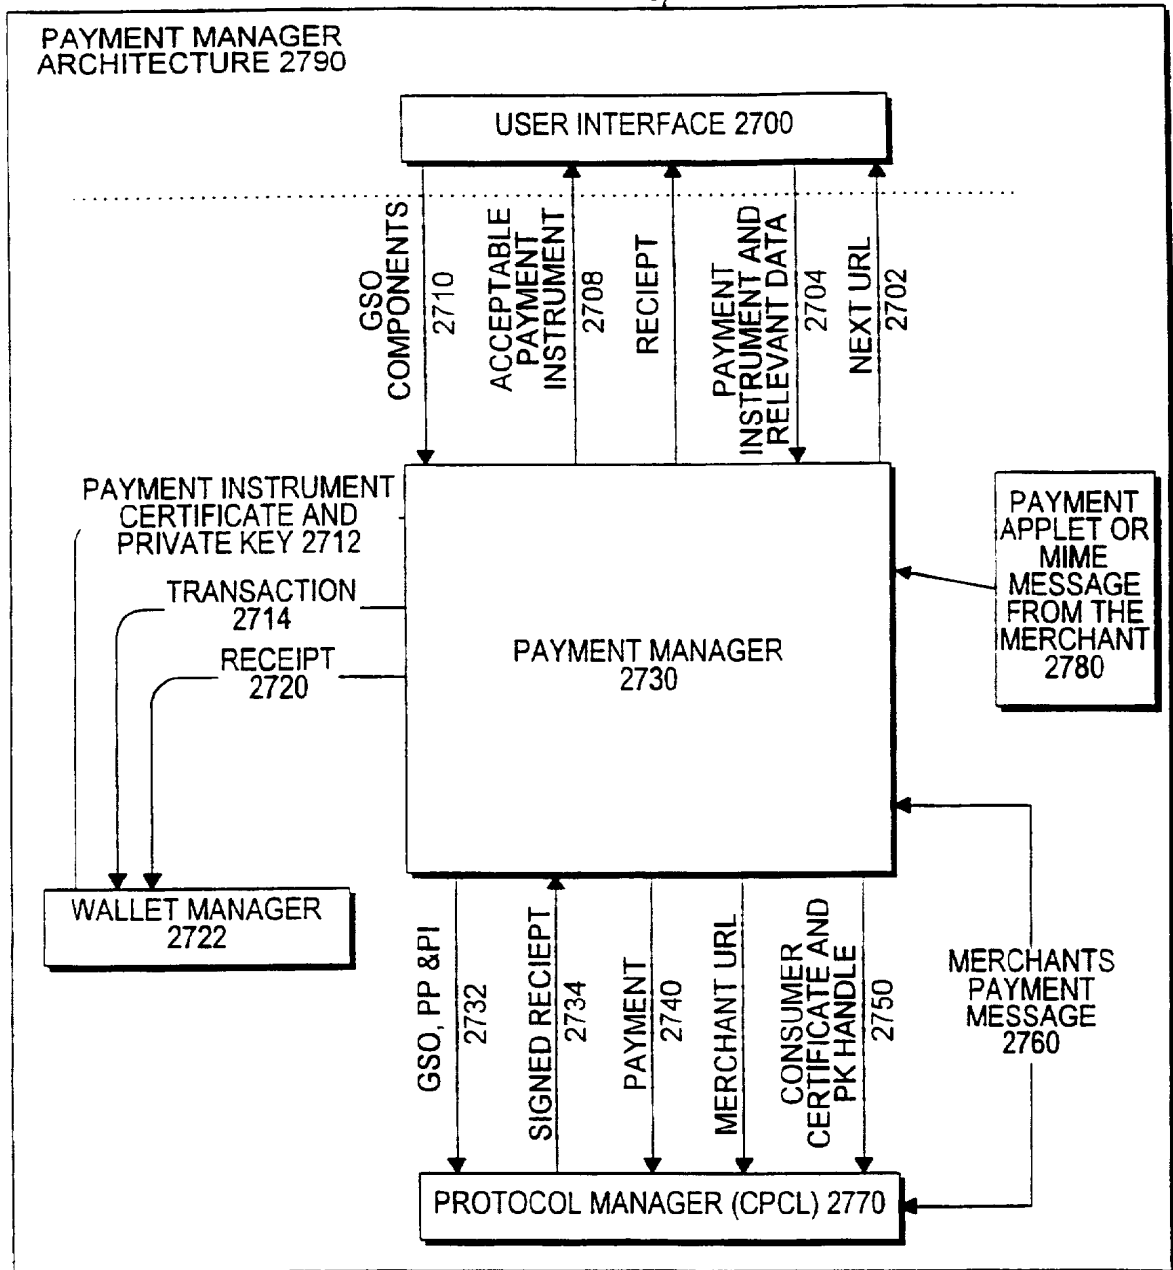 PAYMENT MANAGER
ARCHITECTURE 2790
USER INTERFACE 2700
GSO
COMPONENTS
2710
ACCEPTABLE
PAYMENT
INSTRUMENT
2708
RECIEPT
PAYMENT
INSTRUMENT AND
RELEVANT DATA
2704
NEXT URL
2702
PAYMENT INSTRUMENT
CERTIFICATE AND
PRIVATE KEY 2712
TRANSACTION
2714
RECEIPT
2720
PAYMENT MANAGER
2730
PAYMENT
APPLET OR
MIME
MESSAGE
FROM THE
MERCHANT
2780
WALLET MANAGER
2722
GSO, PP &PI
2732
SIGNED RECIEPT
2734
PAYMENT
2740
MERCHANT URL
CONSUMER
CERTIFICATE AND
PK HANDLE
2750
MERCHANTS
PAYMENT
MESSAGE
2760
PROTOCOL MANAGER (CPCL) 2770